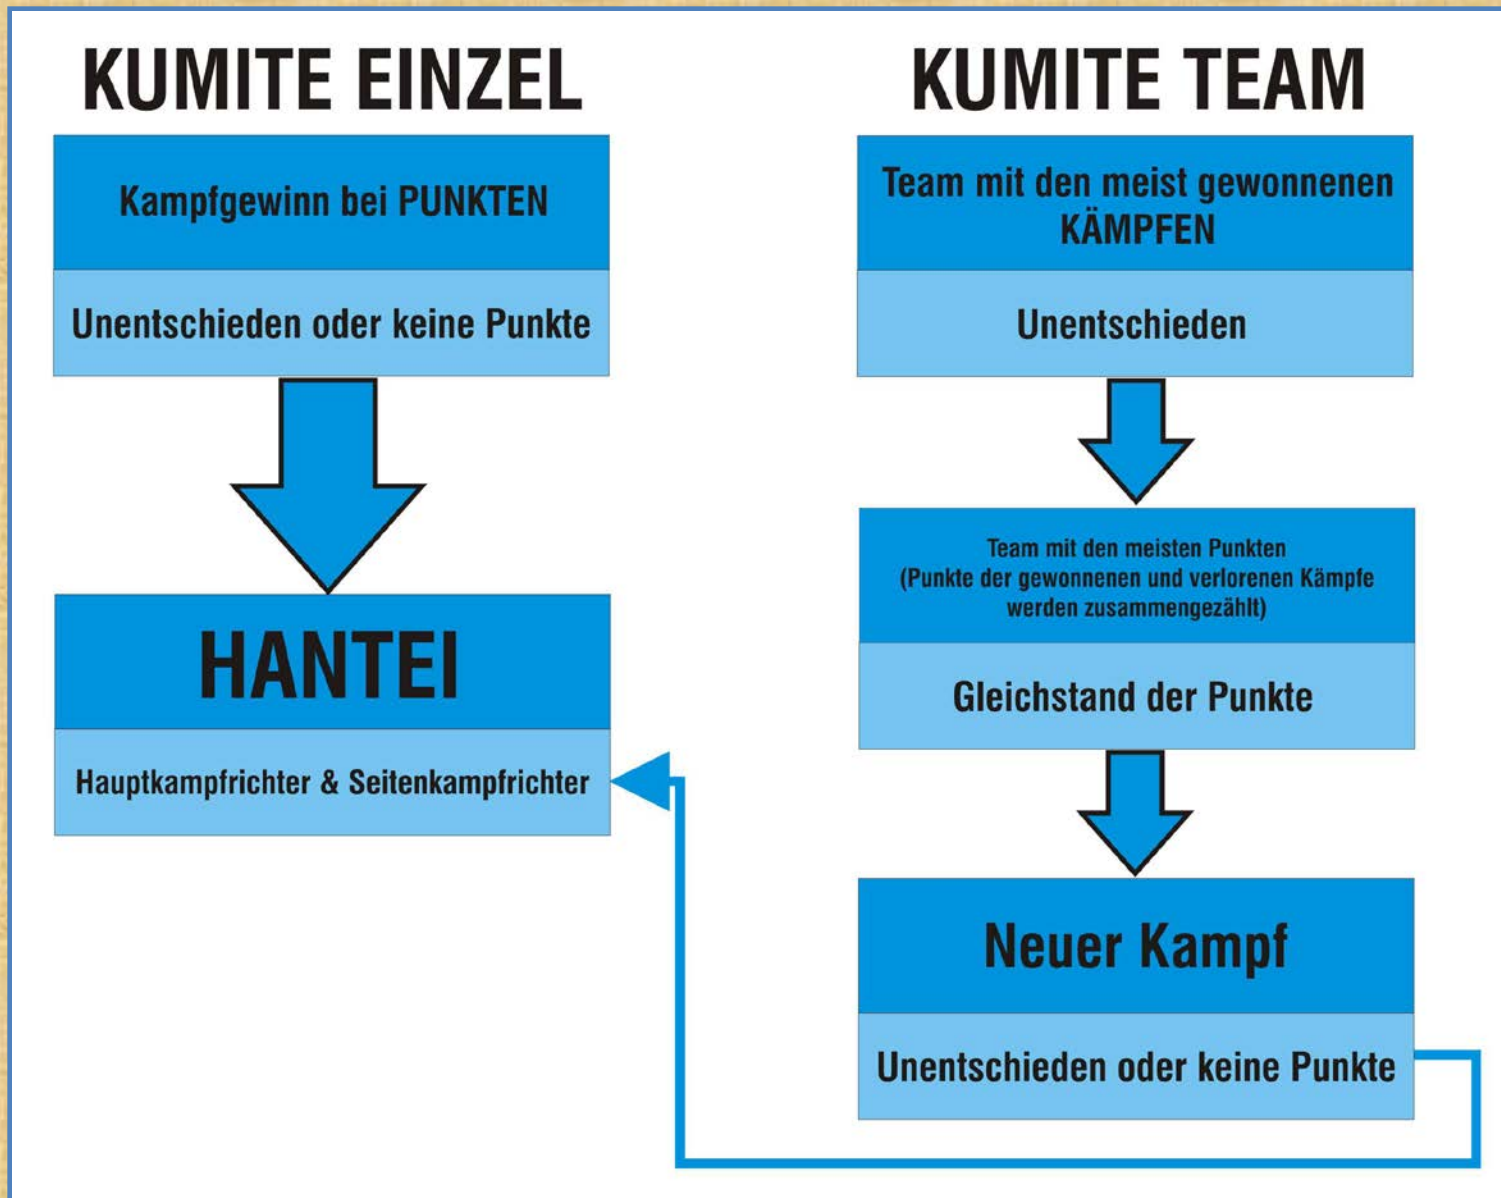 KUMITE EINZEL
Kampfgewinn bei PUNKTEN
Unentschieden oder keine Punkte
HANTEI
Hauptkampfrichter & Seitenkampfrichter
KUMITE TEAM
Team mit den meist gewonnenen
KÄMPFEN
Unentschieden
Team mit den meisten Punkten
(Punkte der gewonnenen und verlorenen Kämpfe
werden zusammengezählt)
Gleichstand der Punkte
Neuer Kampf
Unentschieden oder keine Punkte